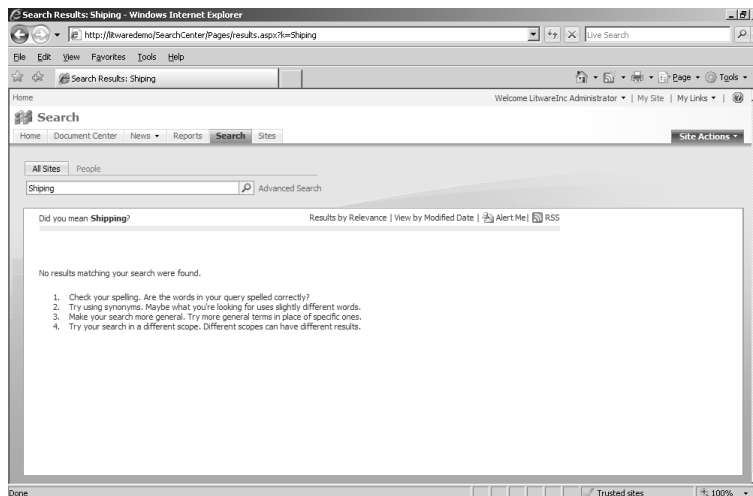 Search Results: Shiping - Windows Internet Explorer
http://litwaredemo/SearchCenter/Pages/results.aspx?k=Shiping
Live Search
File Edit View Favorites Tools Help
Search Results: Shiping
Page Tools
Home
Welcome LitwareInc Administrator | My Site | My Links |
Search
Home Document Center News Reports Search Sites
Site Actions
All Sites People
Shiping
Advanced Search
Did you mean Shipping?
Results by Relevance | View by Modified Date | Alert Me | RSS
No results matching your search were found.
1. Check your spelling. Are the words in your query spelled correctly?
2. Try using synonyms. Maybe what you're looking for uses slightly different words.
3. Make your search more general. Try more general terms in place of specific ones.
4. Try your search in a different scope. Different scopes can have different results.
Done
Trusted sites
100%